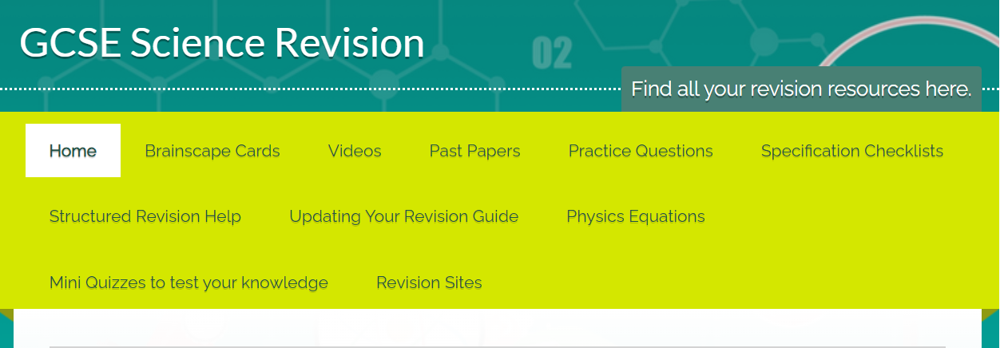 GCSE Science Revision
02
Find all your revision resources here.
Home Brainscape Cards Videos Past Papers Practice Questions Specification Checklists
Structured Revision Help Updating Your Revision Guide Physics Equations
Mini Quizzes to test your knowledge Revision Sites